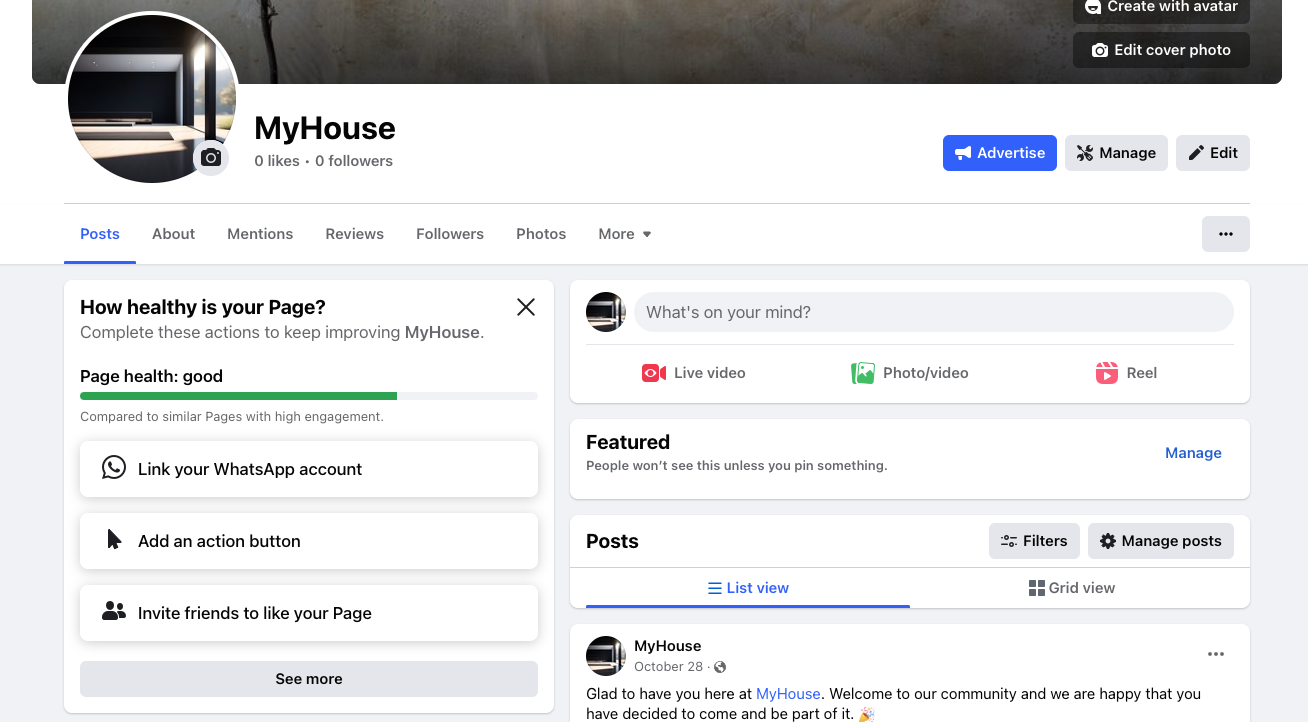 Create with avatar
Edit cover photo
MyHouse
0 likes • 0 followers
Advertise
Manage
Edit
Posts
About
Mentions
Reviews
Followers
Photos
More
How healthy is your Page?
Complete these actions to keep improving MyHouse.
Page health: good
Compared to similar Pages with high engagement.
Link your WhatsApp account
Add an action button
Invite friends to like your Page
See more
What's on your mind?
Live video
Photo/video
Reel
Featured
People won't see this unless you pin something.
Manage
Posts
Filters
Manage posts
List view
Grid view
MyHouse
October 28 ·
Glad to have you here at MyHouse. Welcome to our community and we are happy that you
have decided to come and be part of it. 🎉